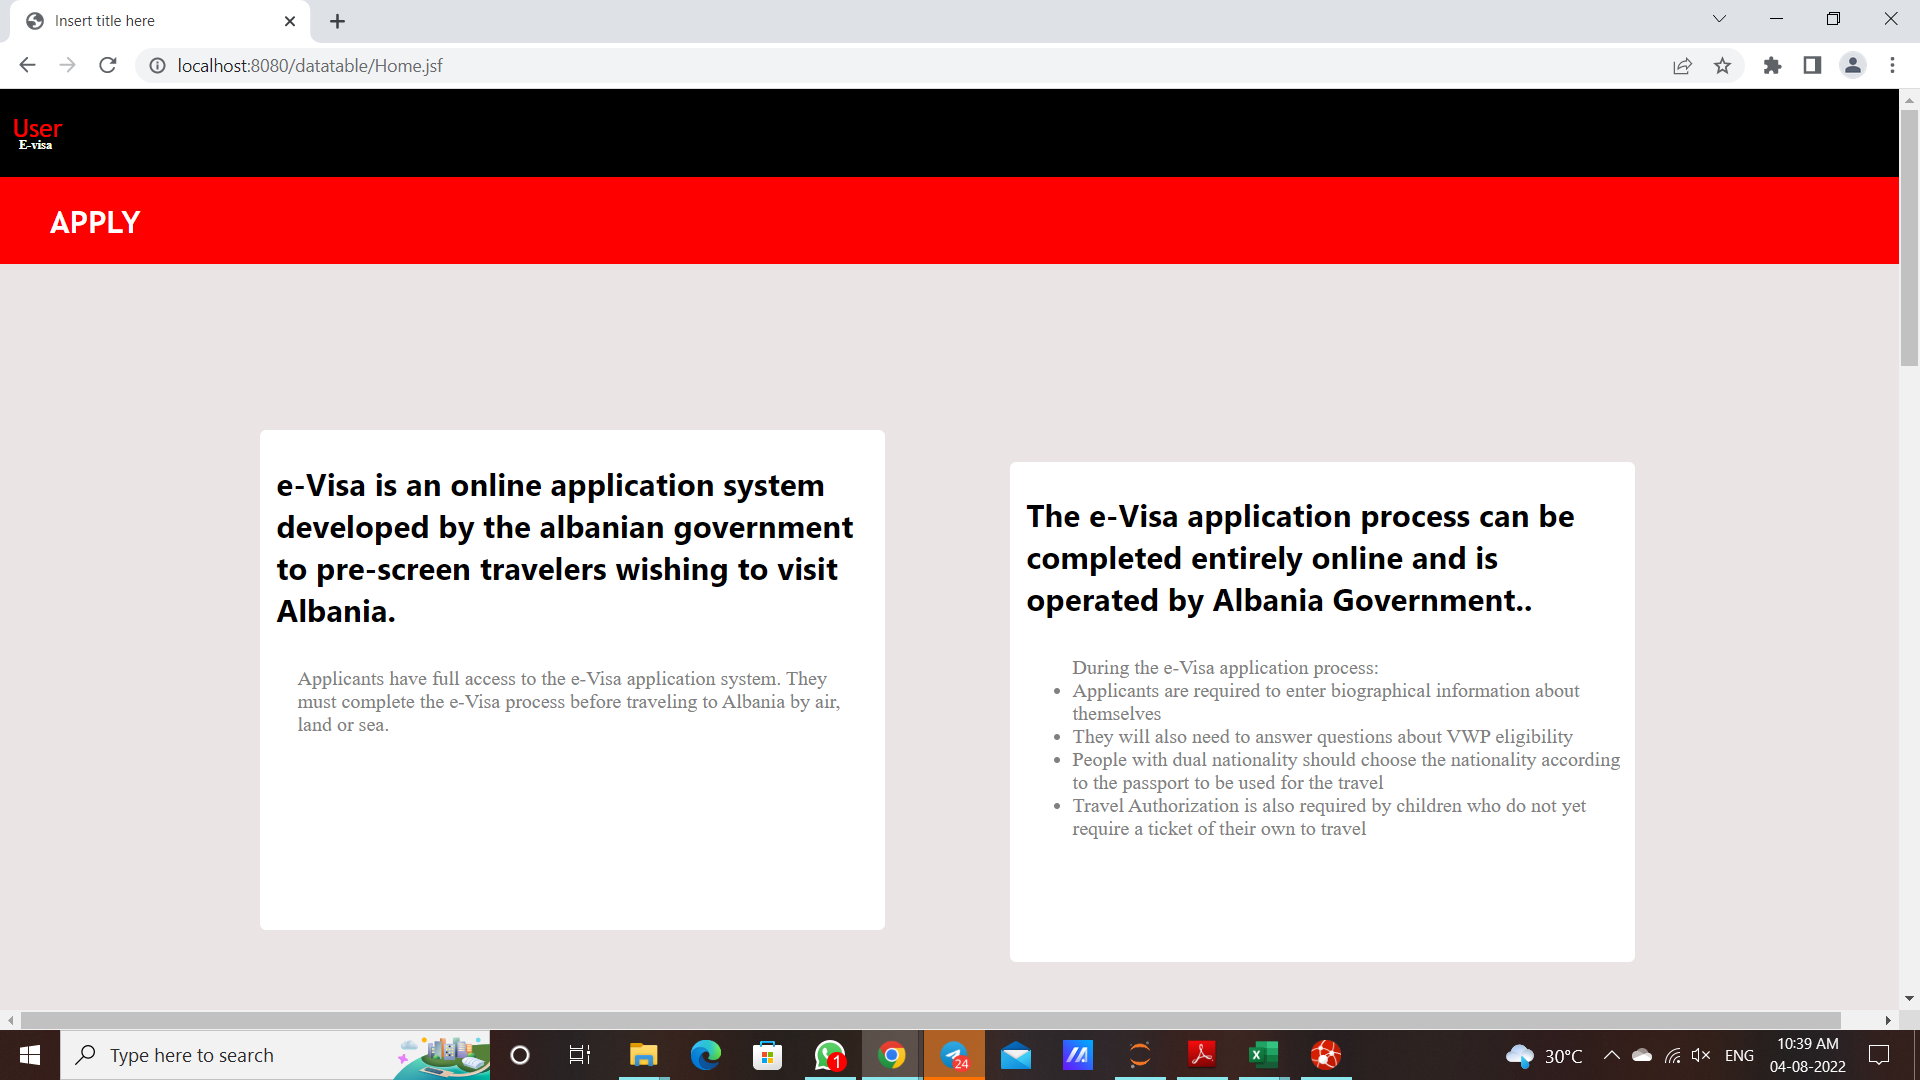 Insert title here
localhost:8080/datatable/Home.jsf
User
E-visa
APPLY
e-Visa is an online application system
developed by the albanian government
to pre-screen travelers wishing to visit
Albania.
Applicants have full access to the e-Visa application system. They
must complete the e-Visa process before traveling to Albania by air,
land or sea.
The e-Visa application process can be
completed entirely online and is
operated by Albania Government..
During the e-Visa application process:
Applicants are required to enter biographical information about
themselves
They will also need to answer questions about VWP eligibility
People with dual nationality should choose the nationality according
to the passport to be used for the travel
Travel Authorization is also required by children who do not yet
require a ticket of their own to travel
Type here to search
1
24
30°C
ENG
10:39 AM
04-08-2022